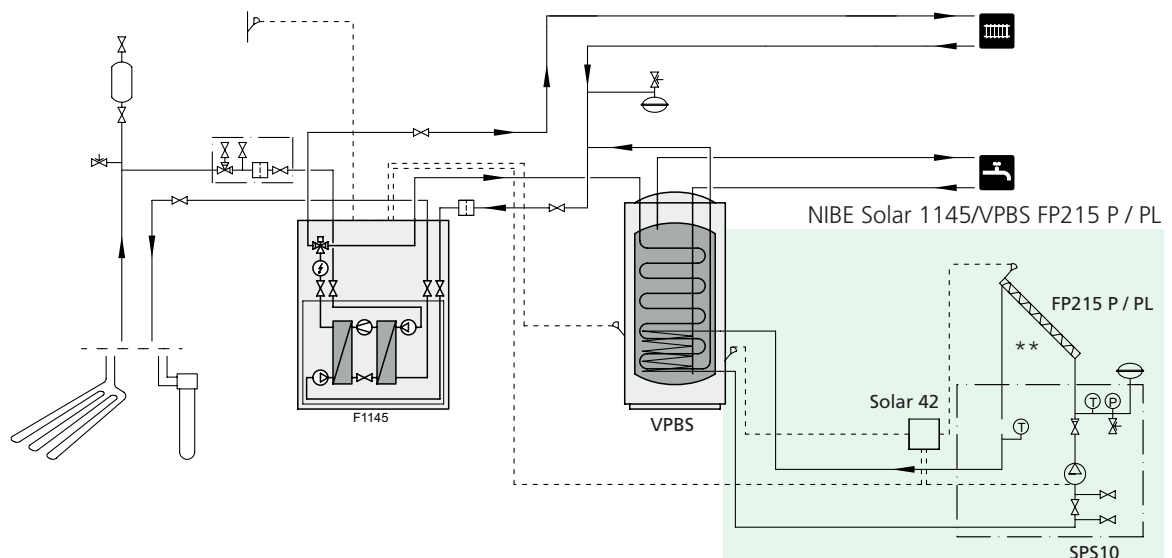 NIBE Solar 1145/VPBS FP215 P / PL
FP215 P / PL
**
T
P
Solar 42
T
F1145
VPBS
SPS10